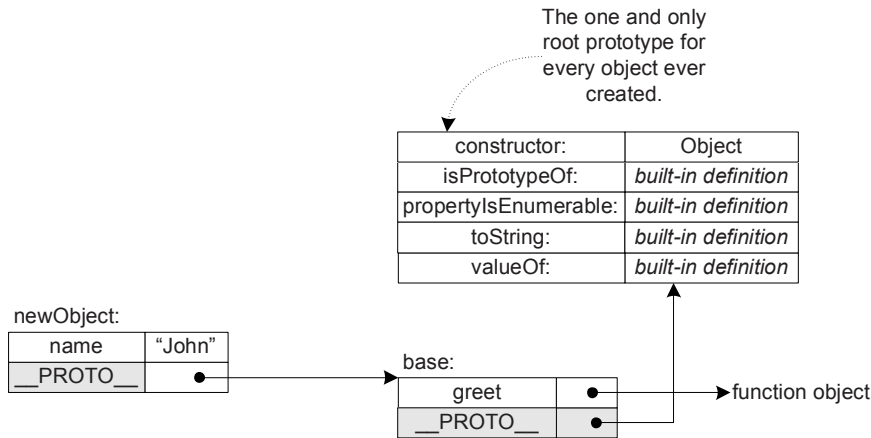 The one and only
root prototype for
every object ever
created.
constructor: Object
isPrototypeOf: built-in definition
propertyIsEnumerable: built-in definition
toString: built-in definition
valueOf: built-in definition
newObject:
name “John”
__PROTO__
base:
greet function object
__PROTO__